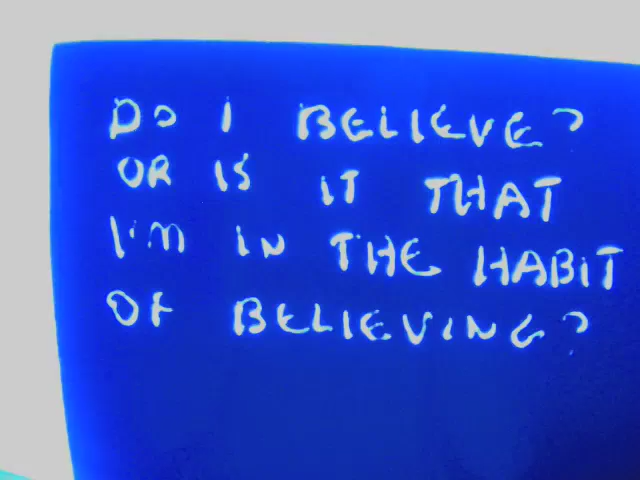 DO I BELIEVE?
OR IS IT THAT
I'M IN THE HABIT
OF BELIEVING?